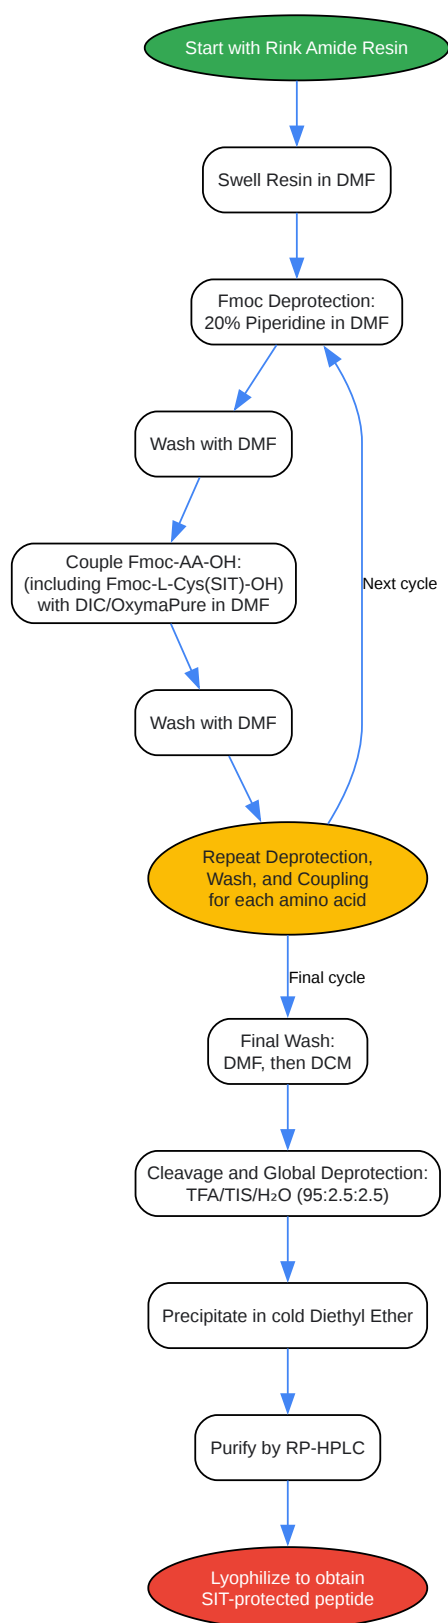 Start with Rink Amide Resin
Swell Resin in DMF
Fmoc Deprotection:
20% Piperidine in DMF
Wash with DMF
Couple Fmoc-AA-OH:
(including Fmoc-L-Cys(SIT)-OH)
with DIC/OxymaPure in DMF
Next cycle
Wash with DMF
Repeat Deprotection,
Wash, and Coupling
for each amino acid
Final cycle
Final Wash:
DMF, then DCM
Cleavage and Global Deprotection:
TFA/TIS/H₂O (95:2.5:2.5)
Precipitate in cold Diethyl Ether
Purify by RP-HPLC
Lyophilize to obtain
SIT-protected peptide